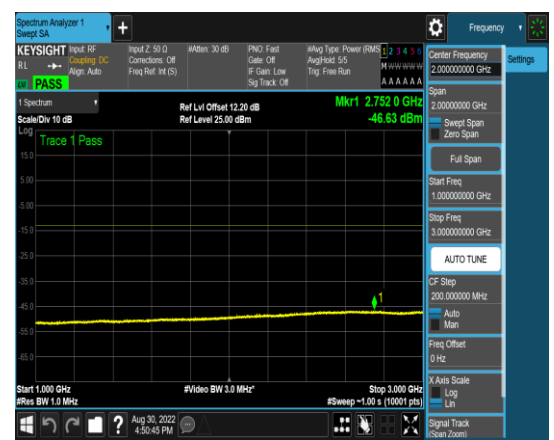 Spectrum Analyzer 1
Swept SA
+
Frequency
KEYSIGHT
RL
LV PASS
Input: RF
Coupling: DC
Align: Auto
Input Z: 50 Ω
Corrections: Off
Freq Ref: Int (S)
#Atten: 30 dB
PNO: Fast
Gate: Off
IF Gain: Low
Sig Track: Off
#Avg Type: Power (RMS)
Avg|Hold: 5/5
Trig: Free Run
1 2 3 4 5 6
M W W W W W
A A A A A A
1 Spectrum
Scale/Div 10 dB
Ref Lvl Offset 12.20 dB
Ref Level 25.00 dBm
Mkr1 2.752 0 GHz
-46.63 dBm
Log
Trace 1 Pass
15.0
5.00
-5.00
-15.0
-25.0
-35.0
-45.0
-55.0
-65.0
1
Start 1.000 GHz
#Res BW 1.0 MHz
#Video BW 3.0 MHz*
Stop 3.000 GHz
#Sweep ~1.00 s (10001 pts)
?
Aug 30, 2022
4:50:45 PM
Center Frequency
2.000000000 GHz
Span
2.00000000 GHz
Swept Span
Zero Span
Full Span
Start Freq
1.000000000 GHz
Stop Freq
3.000000000 GHz
AUTO TUNE
CF Step
200.000000 MHz
Auto
Man
Freq Offset
0 Hz
X Axis Scale
Log
Lin
Signal Track
(Span Zoom)
Settings